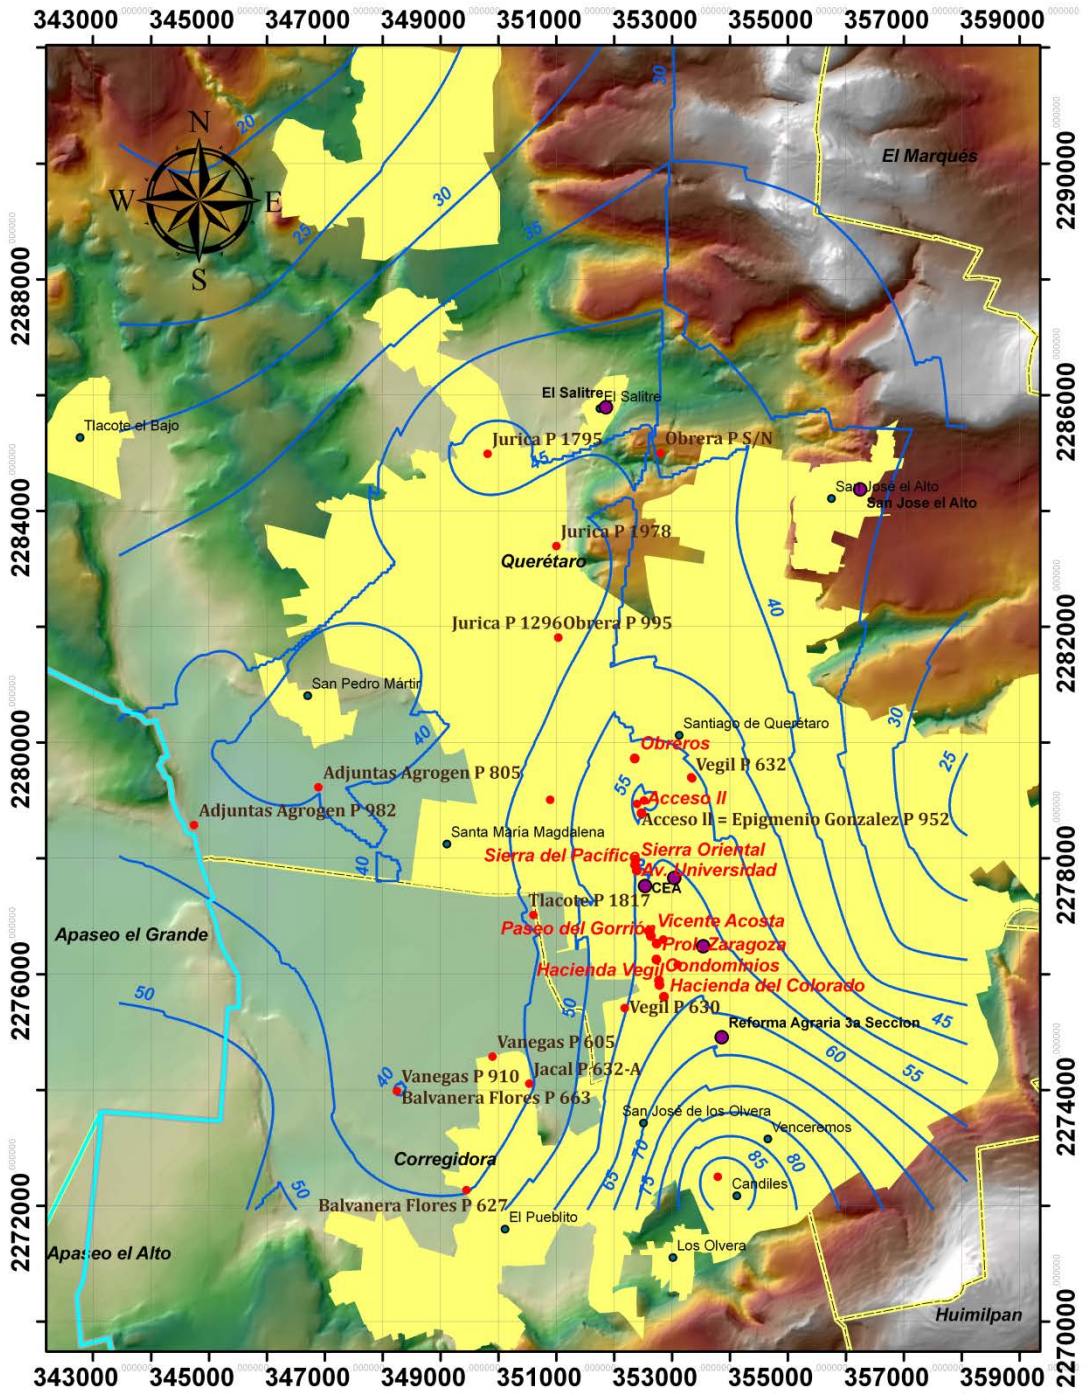 343000 345000 347000 349000 351000 353000 355000 357000 359000
30
20
N
El Marqués
2290000
W E
30
25
35
S
2288000
2286000
El Salitre El Salitre
Tlacote el Bajo
Jurica P 1795
Obrera P S/N
45
San José el Alto
San Jose el Alto
2284000
Jurica P 1978
Querétaro
40
Jurica P 1296 Obrera P 995
2282000
San Pedro Mártir
30
Santiago de Querétaro
40
Obreros
2280000
25
Vegil P 632
Adjuntas Agrogen P 805
55
Acceso II
Adjuntas Agrogen P 982
Acceso II = Epigmenio Gonzalez P 952
Santa María Magdalena
Sierra Oriental
Sierra del Pacífico
40
Av. Universidad
2278000
CEA
Tlacote P 1817
Vicente Acosta
Paseo del Gorrión
Apaseo el Grande
Prol. Zaragoza
Condominios
Hacienda Vegil
2276000
Hacienda del Colorado
50
50
Vegil P 630
45
Reforma Agraria 3a Seccion
Vanegas P 605
60
55
Jacal P 632-A
40
Vanegas P 910
Balvanera Flores P 663
2274000
San José de los Olvera
Venceremos
70
Corregidora
85
80
65
75
50
Candiles
Balvanera Flores P 627
2272000
El Pueblito
Los Olvera
Apaseo el Alto
Huimilpan
2270000
343000 345000 347000 349000 351000 353000 355000 357000 359000